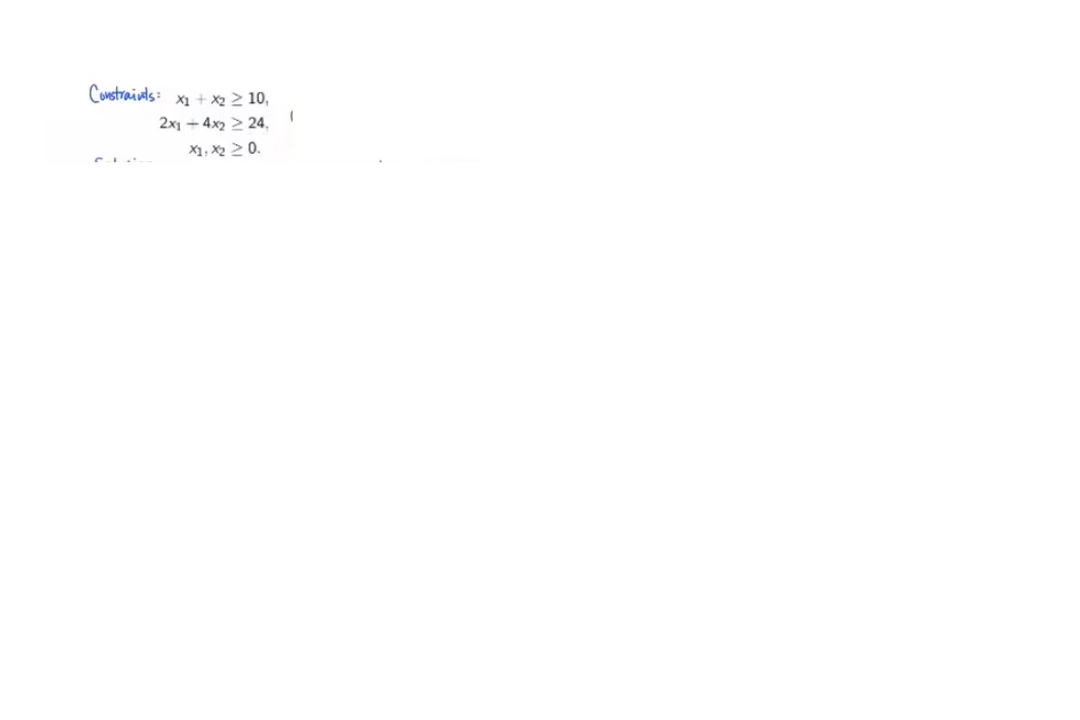 Constraints: x₁ + x₂ ≥ 10,
2x₁ + 4x₂ ≥ 24,
x₁, x₂ ≥ 0.